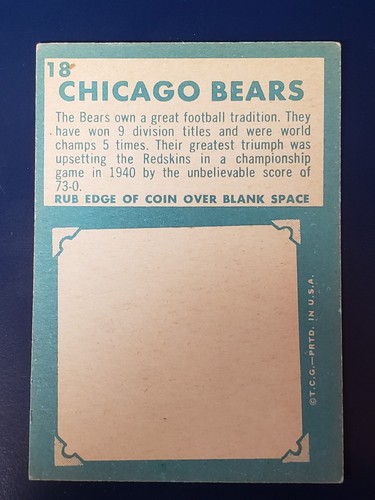 18
CHICAGO BEARS
The Bears own a great football tradition. They
have won 9 division titles and were world
champs 5 times. Their greatest triumph was
upsetting the Redskins in a championship
game in 1940 by the unbelievable score of
73-0.
RUB EDGE OF COIN OVER BLANK SPACE
©T.C.G.—PRTD. IN U.S.A.